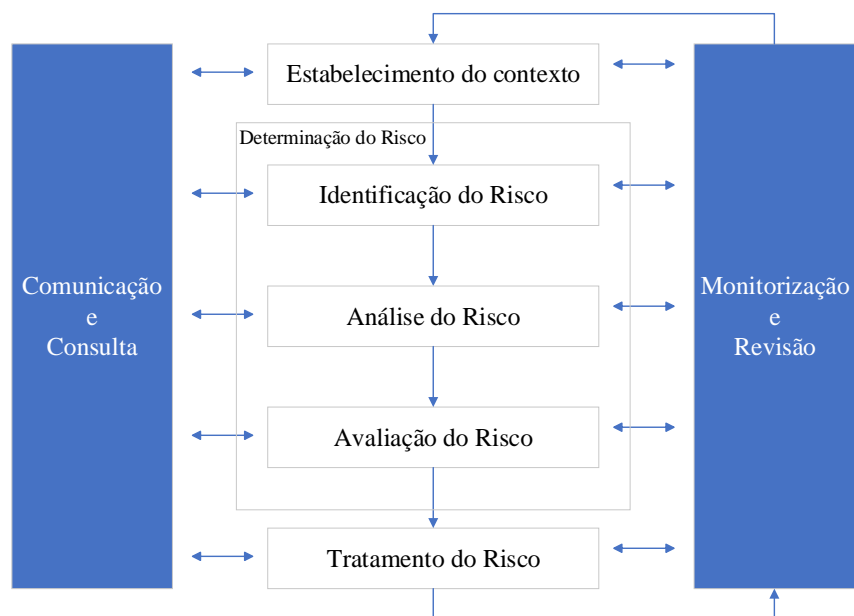 Estabelecimento do contexto
Determinação do Risco
Identificação do Risco
Comunicação
e
Consulta
Análise do Risco
Monitorização
e
Revisão
Avaliação do Risco
Tratamento do Risco